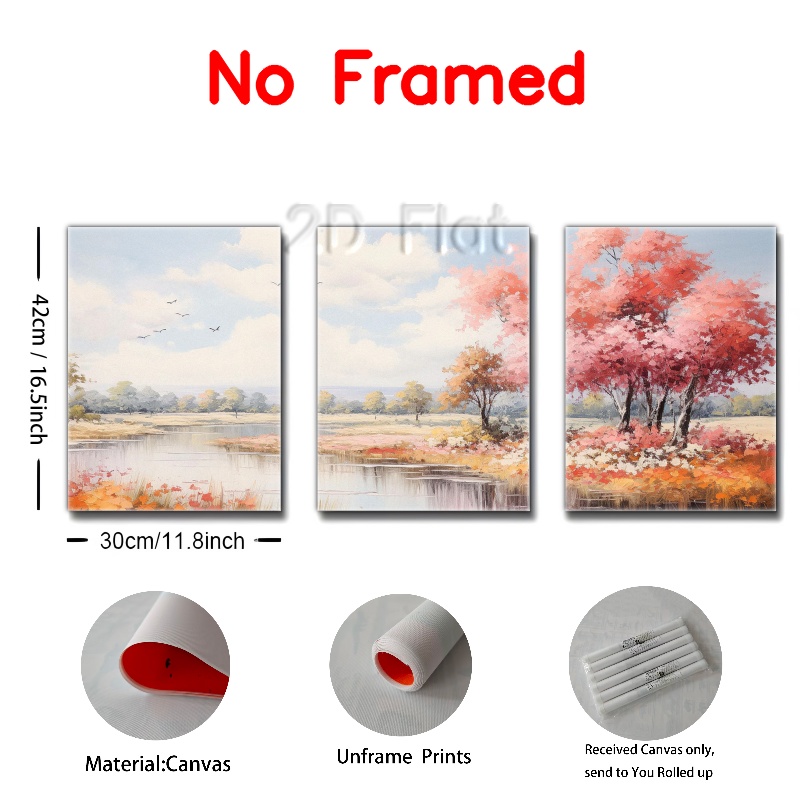 No Framed
2D Flat.
42cm / 16.5inch
30cm/11.8inch
Material:Canvas
Unframe Prints
Received Canvas only,
send to You Rolled up